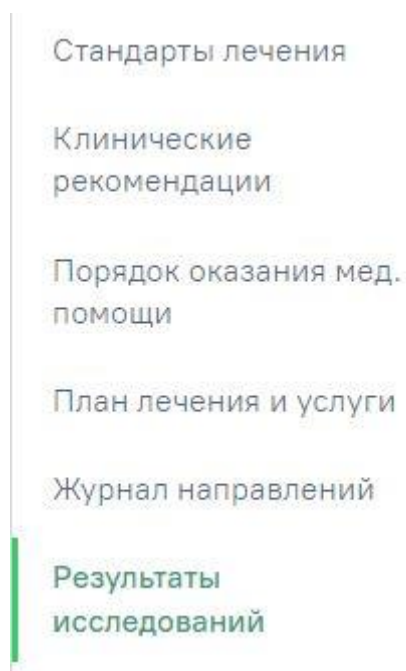 Стандарты лечения
Клинические
рекомендации
Порядок оказания мед.
помощи
План лечения и услуги
Журнал направлений
Результаты
исследований